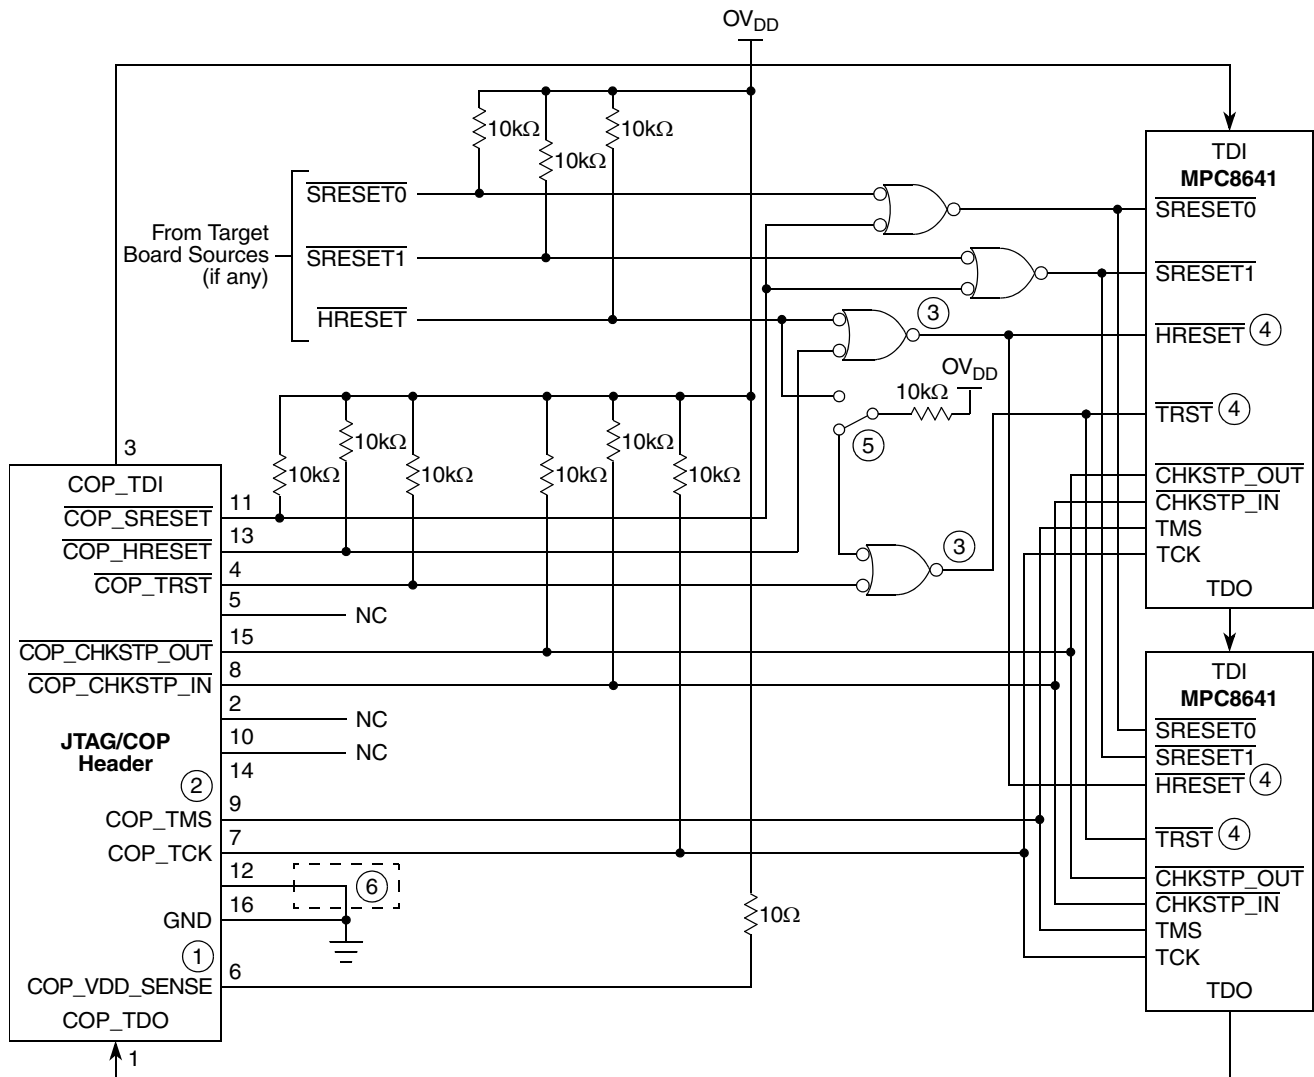 OVDD
10kΩ
10kΩ
10kΩ
From Target
Board Sources
(if any)
SRESET0
SRESET1
HRESET
3
OVDD
10kΩ
5
3
10kΩ
10kΩ
10kΩ
10kΩ
10kΩ
10kΩ
3
COP_TDI
COP_SRESET
11
COP_HRESET
13
COP_TRST
4
5
NC
COP_CHKSTP_OUT
15
COP_CHKSTP_IN
8
2
NC
10
NC
JTAG/COP
Header
14
2
COP_TMS
9
COP_TCK
7
12
6
GND
16
1
COP_VDD_SENSE
6
10Ω
COP_TDO
1
TDI
MPC8641
SRESET0
SRESET1
HRESET 4
TRST 4
CHKSTP_OUT
CHKSTP_IN
TMS
TCK
TDO
TDI
MPC8641
SRESET0
SRESET1
HRESET 4
TRST 4
CHKSTP_OUT
CHKSTP_IN
TMS
TCK
TDO